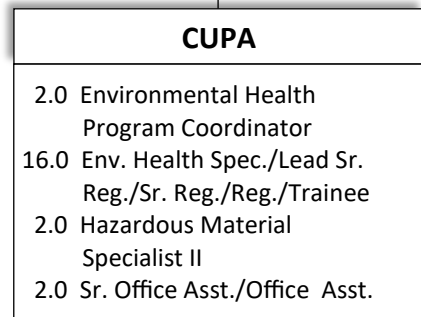 CUPA
2.0 Environmental Health
Program Coordinator
16.0 Env. Health Spec./Lead Sr.
Reg./Sr. Reg./Reg./Trainee
2.0 Hazardous Material
Specialist II
2.0 Sr. Office Asst./Office Asst.